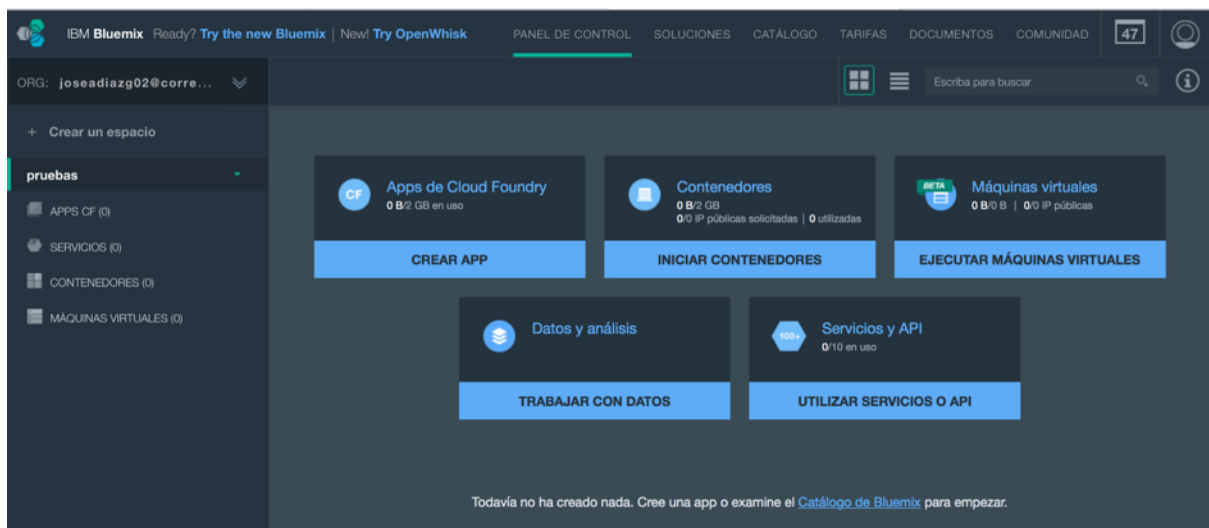 IBM Bluemix Ready? Try the new Bluemix | New! Try OpenWhisk PANEL DE CONTROL SOLUCIONES CATÁLOGO TARIFAS DOCUMENTOS COMUNIDAD 47
ORG: joseadiazg02@corre... Escriba para buscar
+ Crear un espacio
pruebas
APPS CF (0)
SERVICIOS (0)
CONTENEDORES (0)
MÁQUINAS VIRTUALES (0)
CF Apps de Cloud Foundry
0 B/2 GB en uso
CREAR APP
Contenedores
0 B/2 GB
0/0 IP públicas solicitadas | 0 utilizadas
INICIAR CONTENEDORES
BETA Máquinas virtuales
0 B/0 B | 0/0 IP públicas
EJECUTAR MÁQUINAS VIRTUALES
Datos y análisis
TRABAJAR CON DATOS
100+ Servicios y API
0/10 en uso
UTILIZAR SERVICIOS O API
Todavía no ha creado nada. Cree una app o examine el Catálogo de Bluemix para empezar.